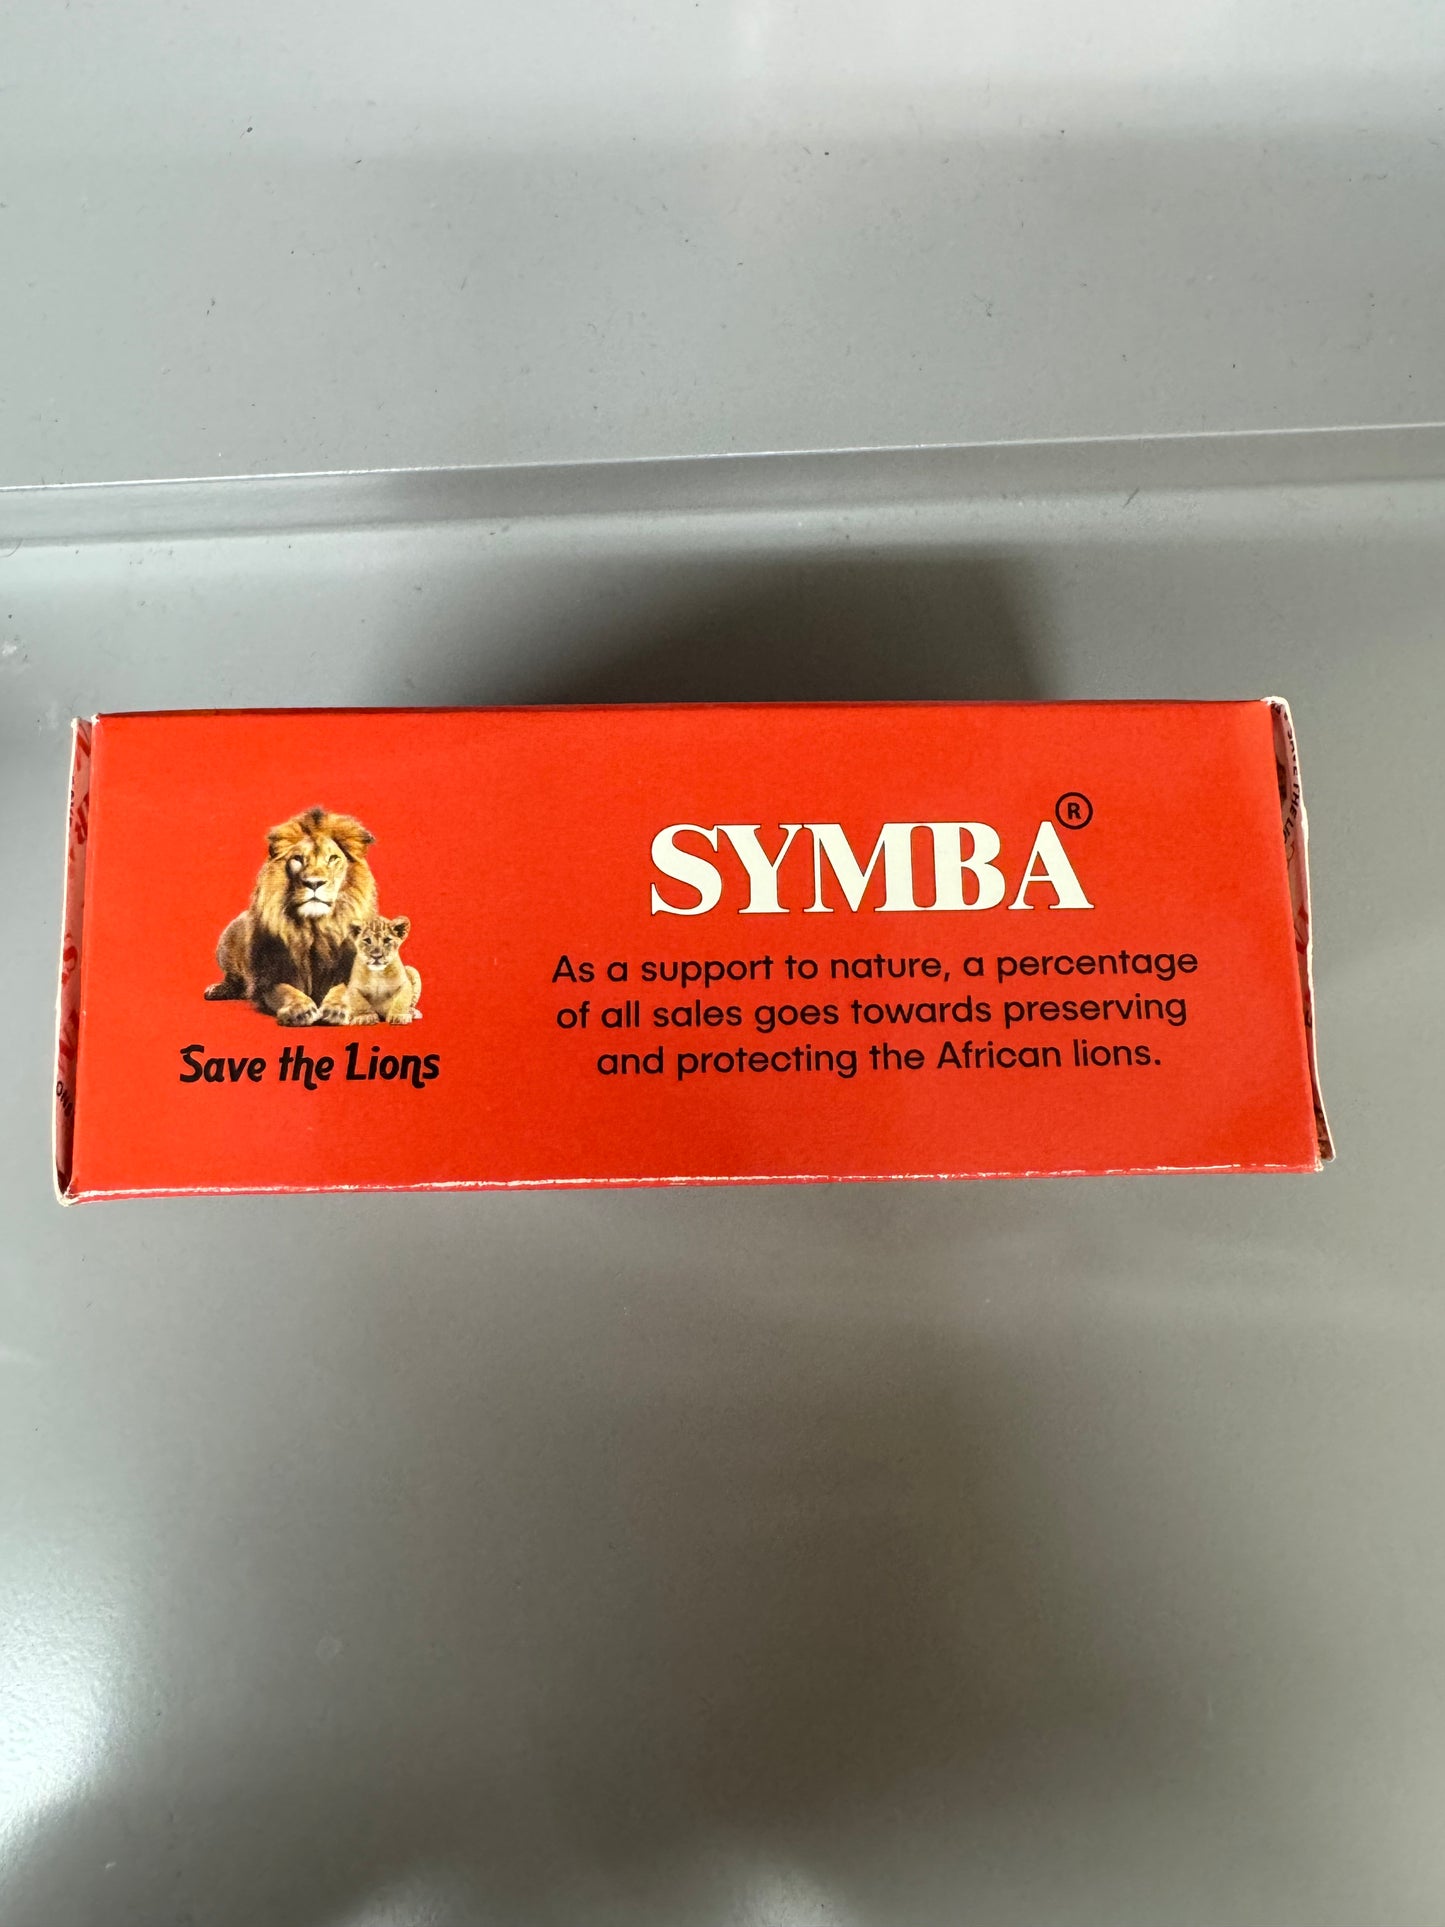 SYMBA®
As a support to nature, a percentage
of all sales goes towards preserving
and protecting the African lions.
Save the Lions